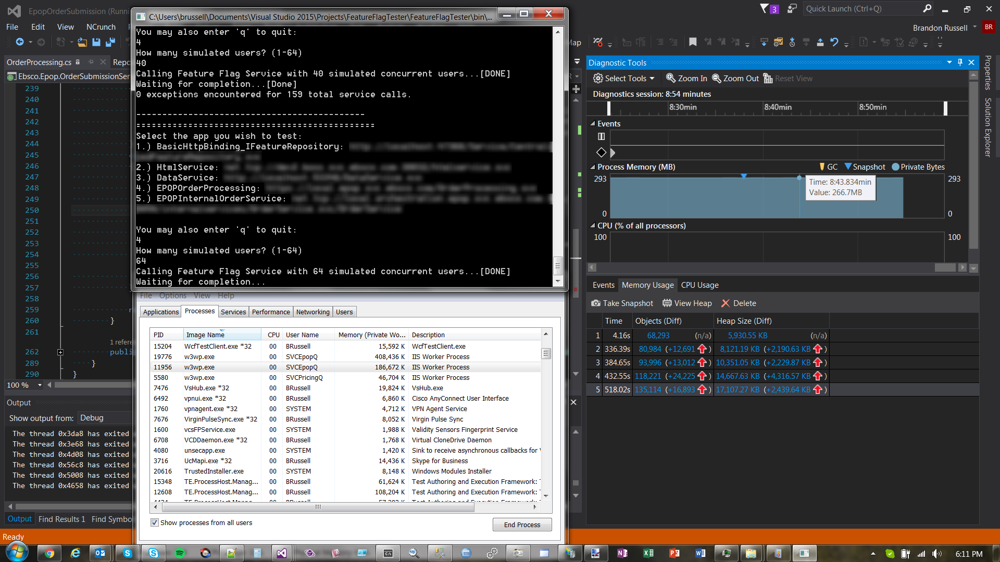 EpopOrderSubmission (Runni
File Edit View NCrunch
OrderProcessing.cs
Repo
Ebsco.Epop.OrderSubmissionSer
239
240
241
242
243
244
245
246
247
248
249
250
251
252
253
254
255
256
257
258
259
260 }
261
1 refere
262 publi
289 }
290 }
100 %
Output
Show output from: Debug
The thread 0x3da8 has exited
The thread 0x3e68 has exited
The thread 0x4d08 has exited
The thread 0x56c8 has exited
The thread 0x5008 has exited
The thread 0x4658 has exited
Output Find Results 1 Find Symbo
Ready
C:\Users\brussell\Documents\Visual Studio 2015\Projects\FeatureFlagTester\FeatureFlagTester\bin\...
You may also enter 'q' to quit:
4
How many simulated users? (1-64)
40
Calling Feature Flag Service with 40 simulated concurrent users...[DONE]
Waiting for completion...[Done]
0 exceptions encountered for 159 total service calls.
--------------------------------------------
==============================================
Select the app you wish to test:
1.) BasicHttpBinding_IFeatureRepository:
2.) HtmlService:
3.) DataService:
4.) EPOPOrderProcessing:
5.) EPOPInternalOrderService:
You may also enter 'q' to quit:
4
How many simulated users? (1-64)
64
Calling Feature Flag Service with 64 simulated concurrent users...[DONE]
Waiting for completion...
File Options View Help
Applications Processes Services Performance Networking Users
PID Image Name CPU User Name Memory (Private Wo... Description
15204 WcfTestClient.exe *32 00 BRussell 15,592 K WcfTestClient.exe
19776 w3wp.exe 00 SVCEpopQ 408,436 K IIS Worker Process
11956 w3wp.exe 00 SVCEpopQ 186,672 K IIS Worker Process
5580 w3wp.exe 00 SVCPricingQ 46,704 K IIS Worker Process
7476 VsHub.exe *32 00 BRussell 19,824 K VsHub.exe
6492 vpnui.exe *32 00 BRussell 6,860 K Cisco AnyConnect User Interface
1760 vpnagent.exe *32 00 SYSTEM 4,712 K VPN Agent Service
7676 VirginPulseSync.exe *32 00 BRussell 8,052 K Virgin Pulse Sync
1600 vcsFPService.exe 00 SYSTEM 1,988 K Validity Sensors Fingerprint Service
6708 VCDDaemon.exe *32 00 BRussell 1,768 K Virtual CloneDrive Daemon
4080 unsecapp.exe 00 SYSTEM 1,420 K Sink to receive asynchronous callbacks for
3716 UcMapi.exe *32 00 BRussell 14,436 K Skype for Business
20616 TrustedInstaller.exe 00 SYSTEM 8,148 K Windows Modules Installer
15348 TE.ProcessHost.Manag... 00 BRussell 61,624 K Test Authoring and Execution Framework:
12608 TE.ProcessHost.Manag... 00 BRussell 108,204 K Test Authoring and Execution Framework:
Show processes from all users
End Process
3
Quick Launch (Ctrl+Q)
Brandon Russell BR
Map
Diagnostic Tools
Select Tools Zoom In Zoom Out Reset View
Diagnostics session: 8:54 minutes
8:30min 8:40min 8:50min
Events
Process Memory (MB) GC Snapshot Private Bytes
293 293
Time: 8:43.834min
Value: 266.7MB
0 0
CPU (% of all processors)
100 100
Events Memory Usage CPU Usage
Take Snapshot View Heap Delete
Time Objects (Diff) Heap Size (Diff)
1 4.16s 68,293 (n/a) 5,930.55 KB (n/a)
2 336.39s 80,984 (+12,691 ) 8,121.19 KB (+2,190.63 KB )
3 384.65s 93,996 (+13,012 ) 10,351.05 KB (+2,229.87 KB )
4 432.55s 118,221 (+24,225 ) 14,667.63 KB (+4,316.57 KB )
5 518.02s 135,114 (+16,893 ) 17,107.27 KB (+2,439.64 KB )
Properties
Solution Explorer
6:11 PM